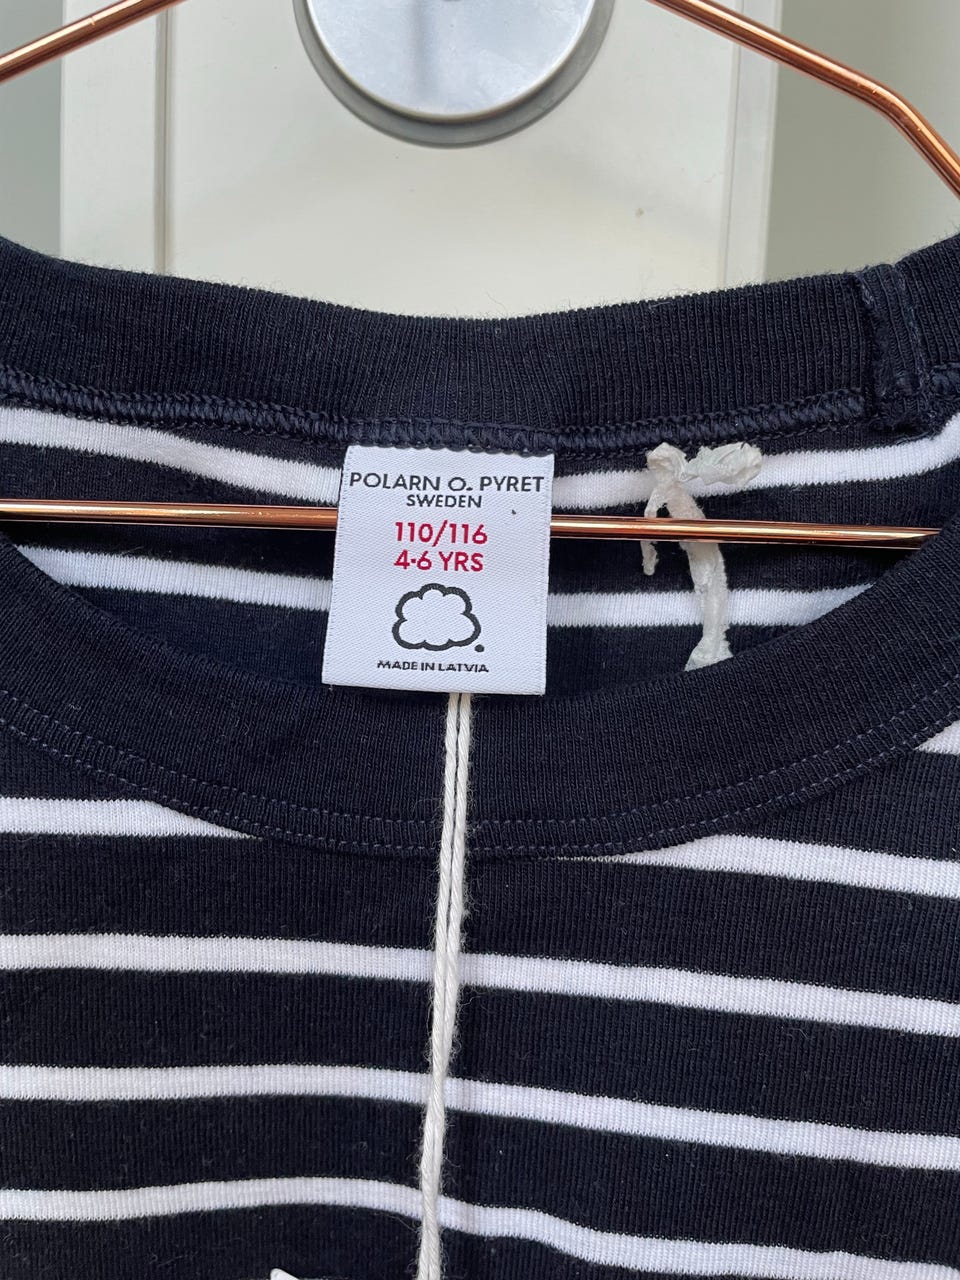 POLARN O. PYRET
SWEDEN
110/116
4-6 YRS
MADE IN LATVIA